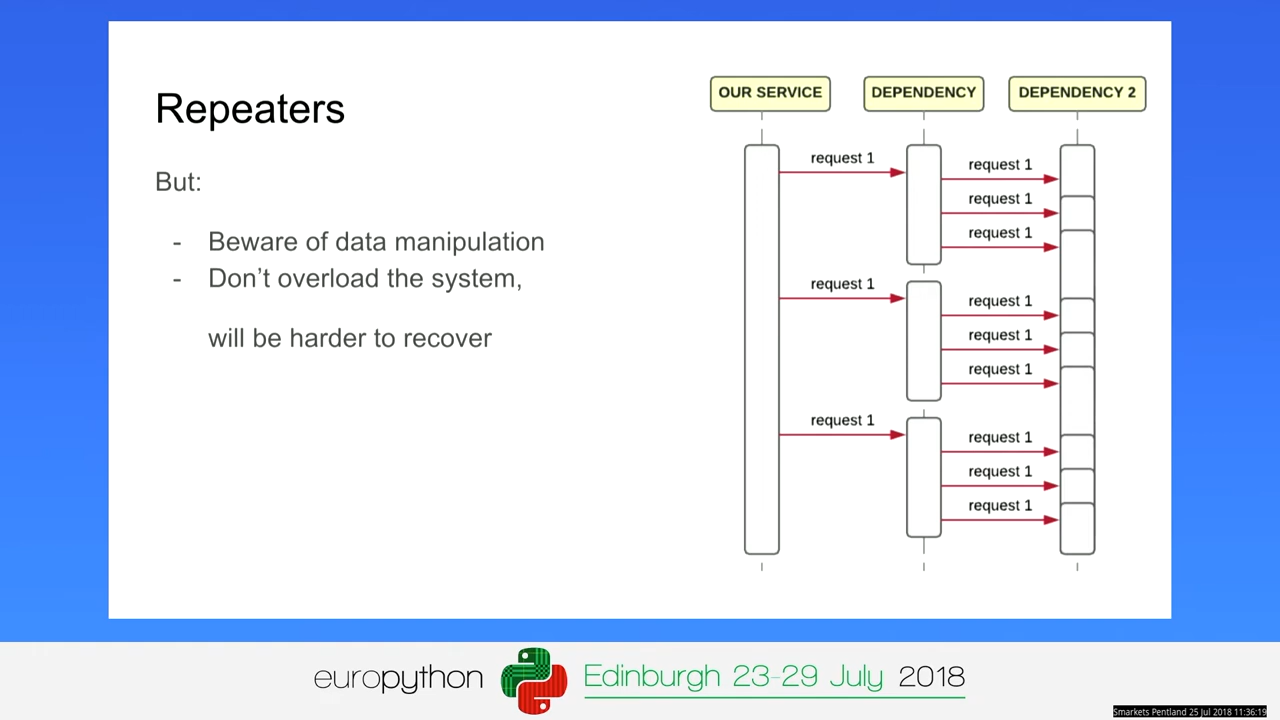 Repeaters
But:
- Beware of data manipulation
- Don't overload the system,
will be harder to recover
OUR SERVICE
DEPENDENCY
DEPENDENCY 2
request 1
request 1
request 1
request 1
request 1
request 1
request 1
request 1
request 1
request 1
request 1
request 1
europython
Edinburgh 23-29 July 2018
Smarkets Pentland 25 Jul 2018 11:36:19